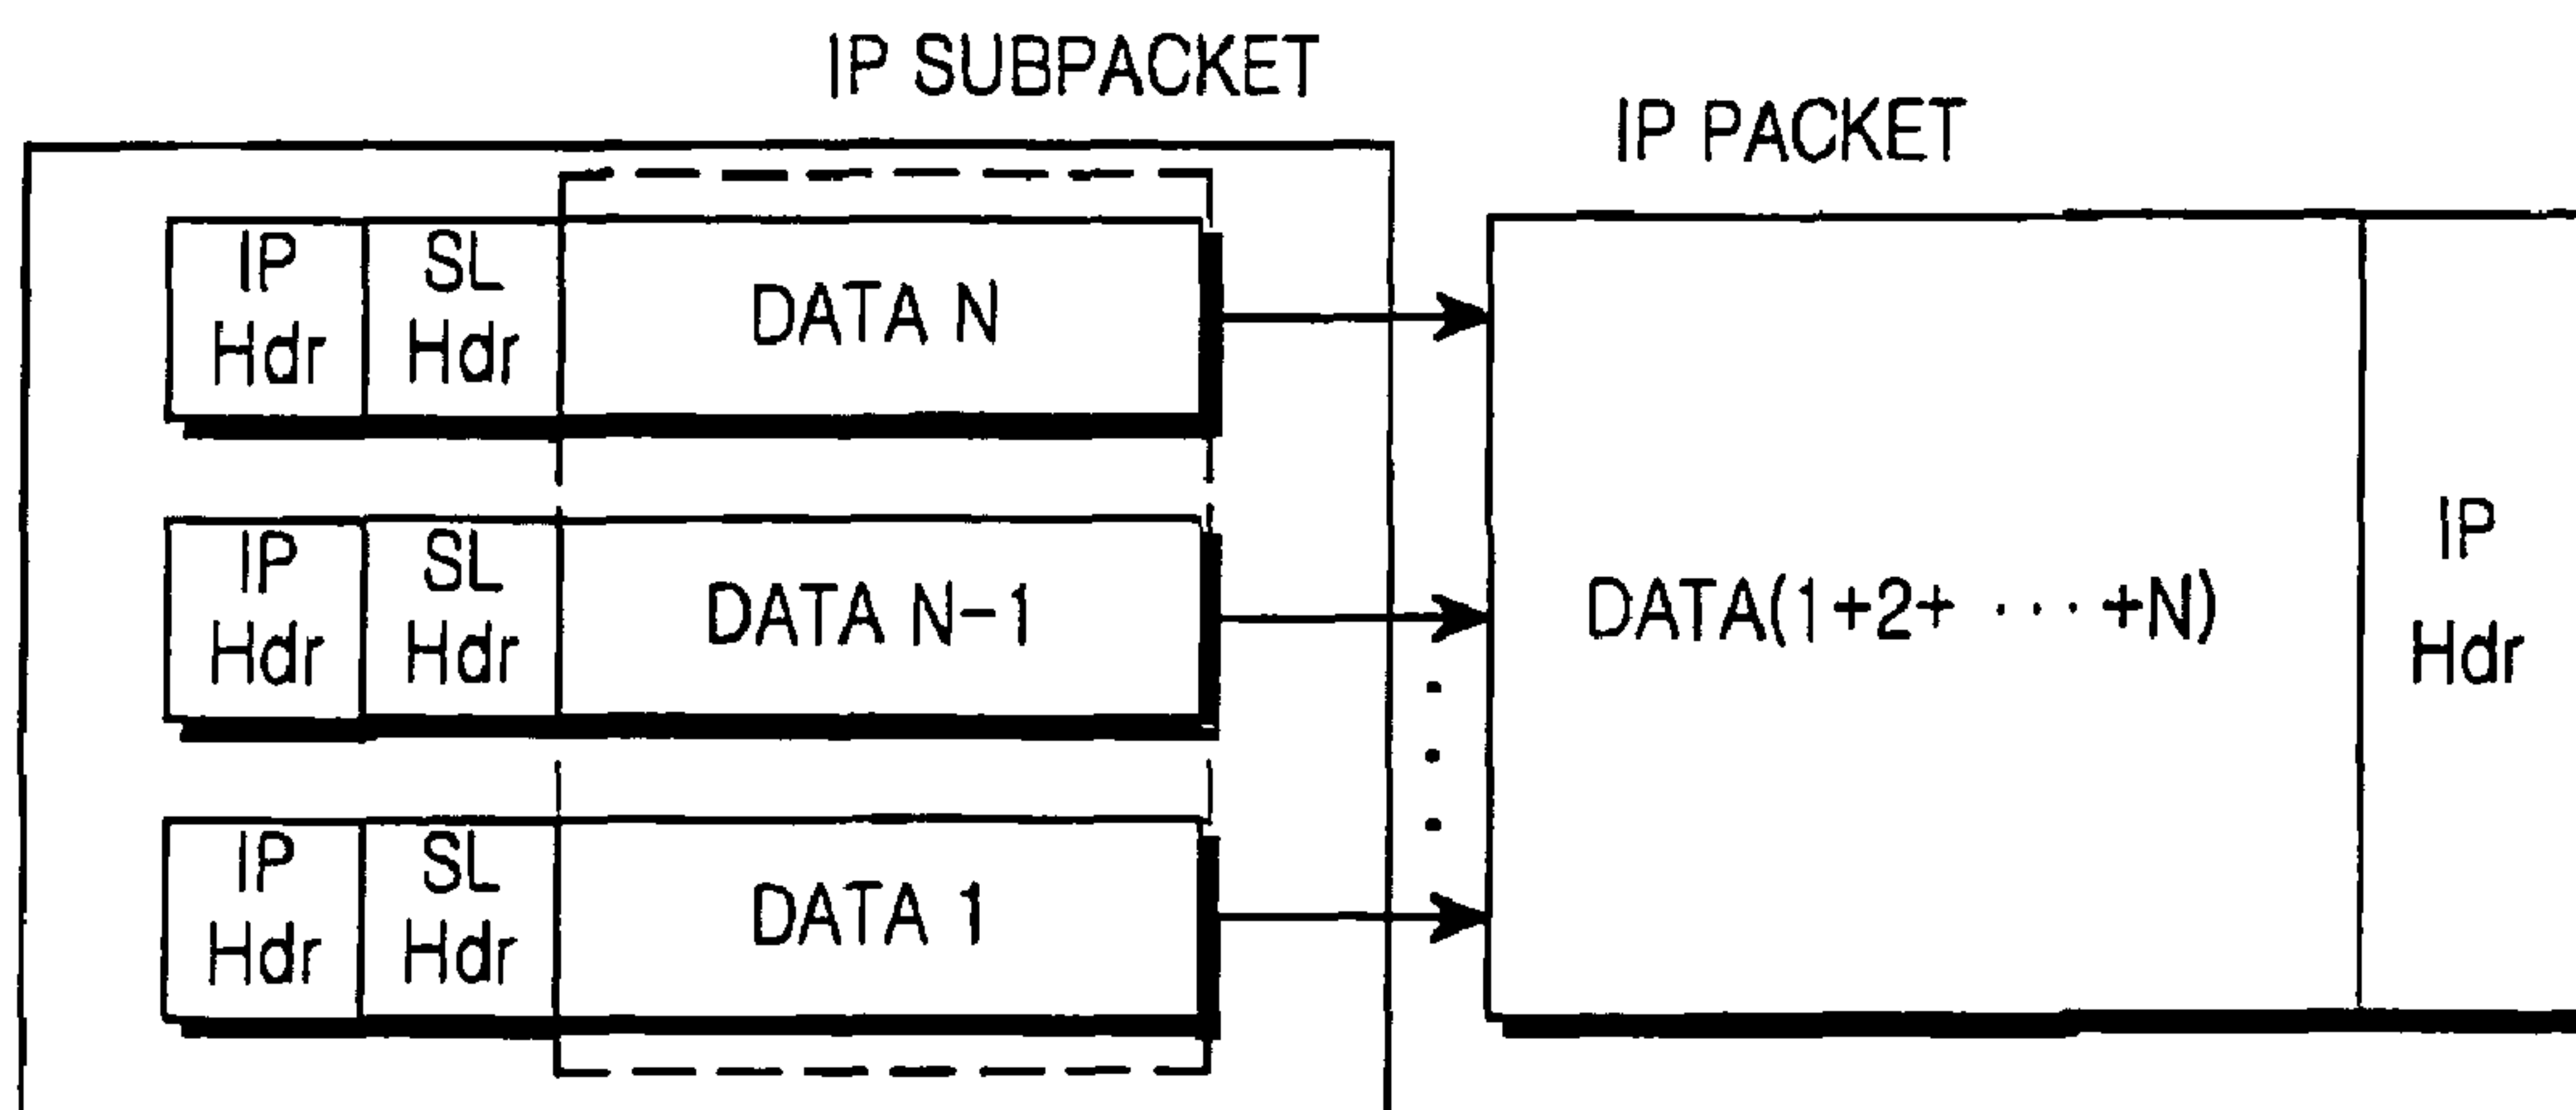 IP SUBPACKET
IP PACKET
IP
Hdr
SL
Hdr
DATA N
IP
Hdr
SL
Hdr
DATA N-1
IP
Hdr
SL
Hdr
DATA 1
DATA(1+2+ ··· +N)
IP
Hdr